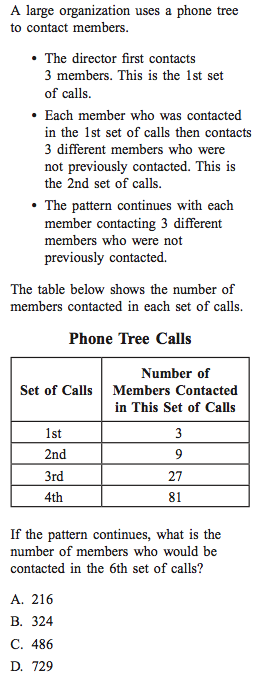 A large organization uses a phone tree
to contact members.
• The director first contacts
3 members. This is the 1st set
of calls.
• Each member who was contacted
in the 1st set of calls then contacts
3 different members who were
not previously contacted. This is
the 2nd set of calls.
• The pattern continues with each
member contacting 3 different
members who were not
previously contacted.
The table below shows the number of
members contacted in each set of calls.
Phone Tree Calls
Set of Calls
Number of
Members Contacted
in This Set of Calls
1st 3
2nd 9
3rd 27
4th 81
If the pattern continues, what is the
number of members who would be
contacted in the 6th set of calls?
A. 216
B. 324
C. 486
D. 729